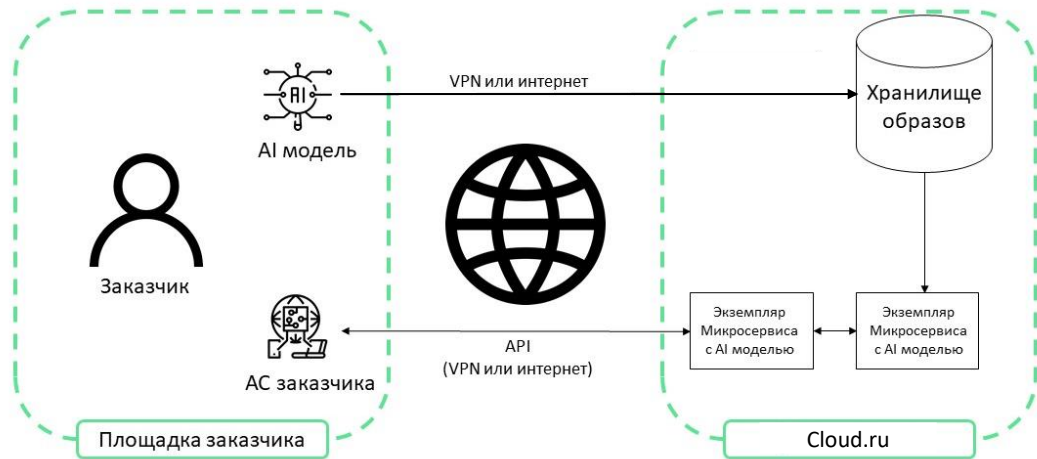 VPN или интернет
Хранилище
образов
AI
AI модель
Заказчик
Экземпляр
Микросервиса
с AI моделью
Экземпляр
Микросервиса
с AI моделью
API
(VPN или интернет)
АС заказчика
Площадка заказчика
Cloud.ru